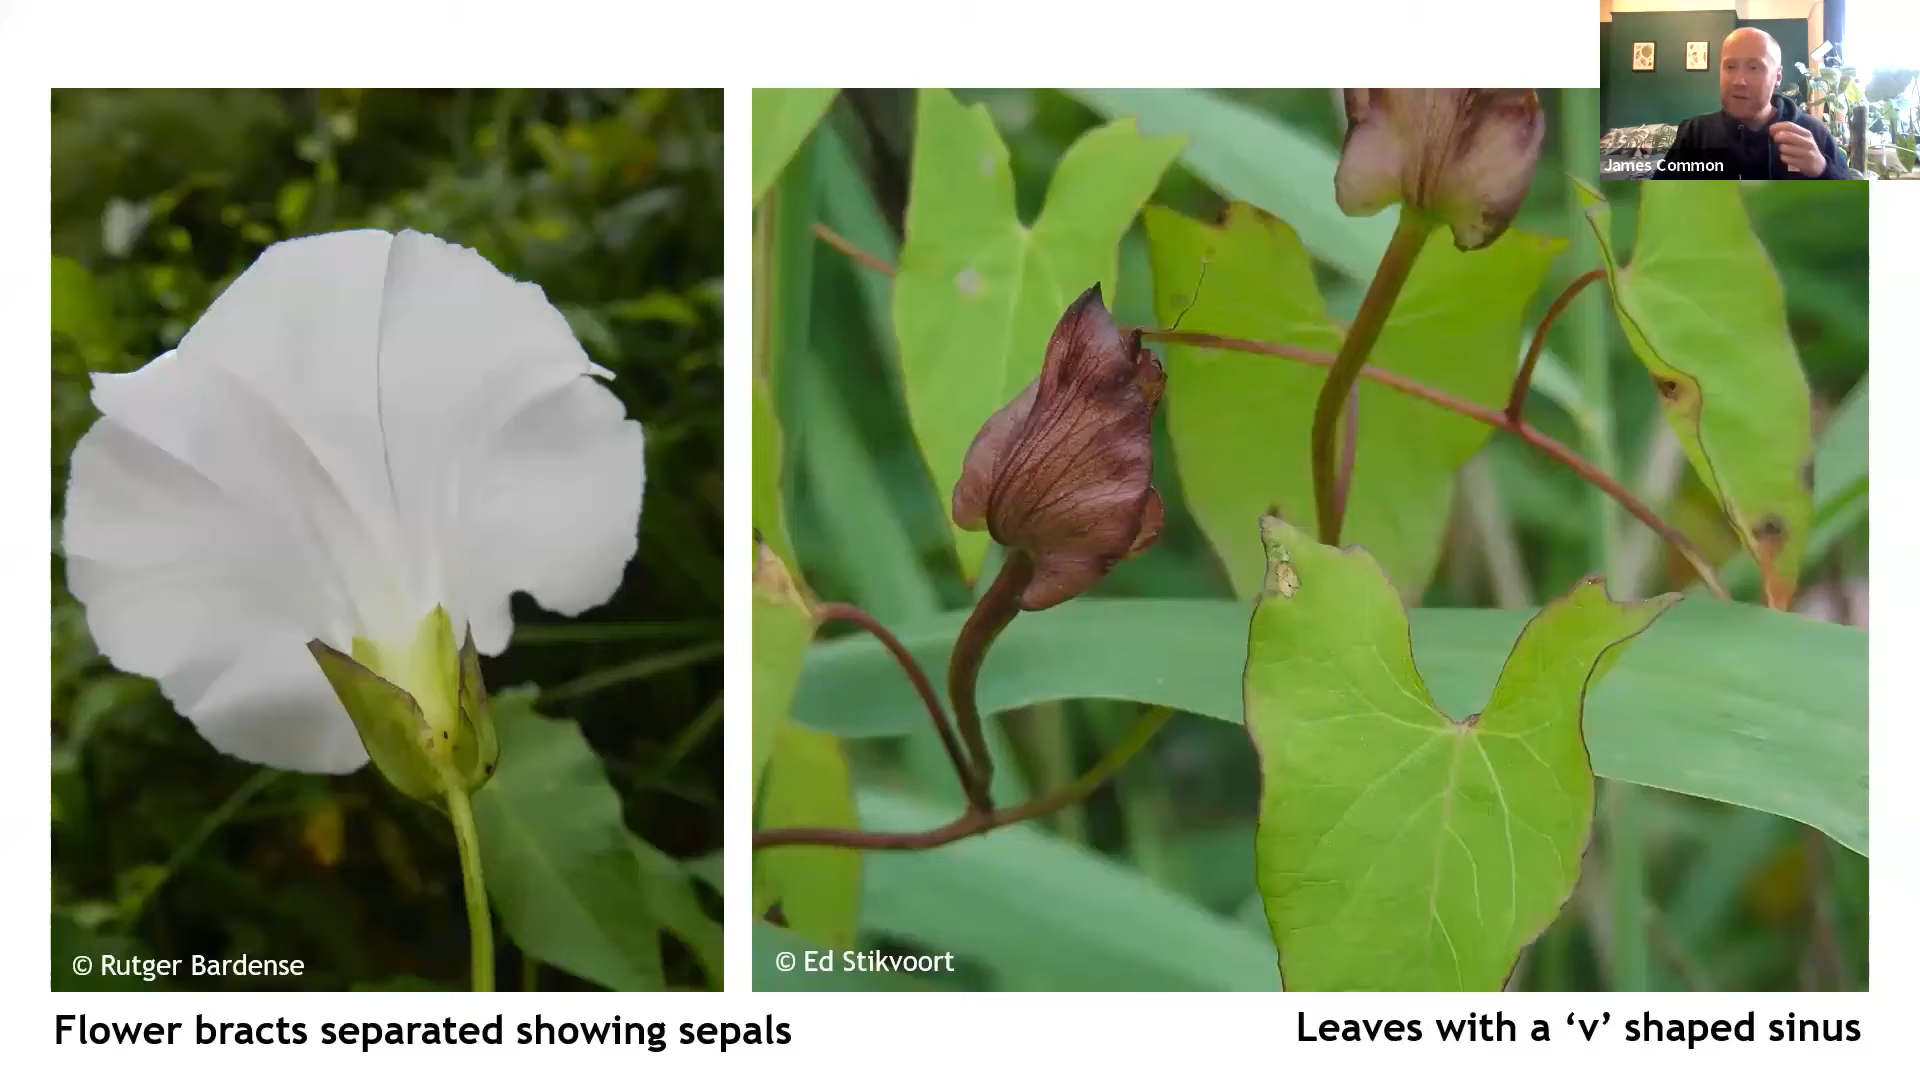 James Common
© Rutger Bardense
© Ed Stikvoort
Flower bracts separated showing sepals
Leaves with a ‘v’ shaped sinus